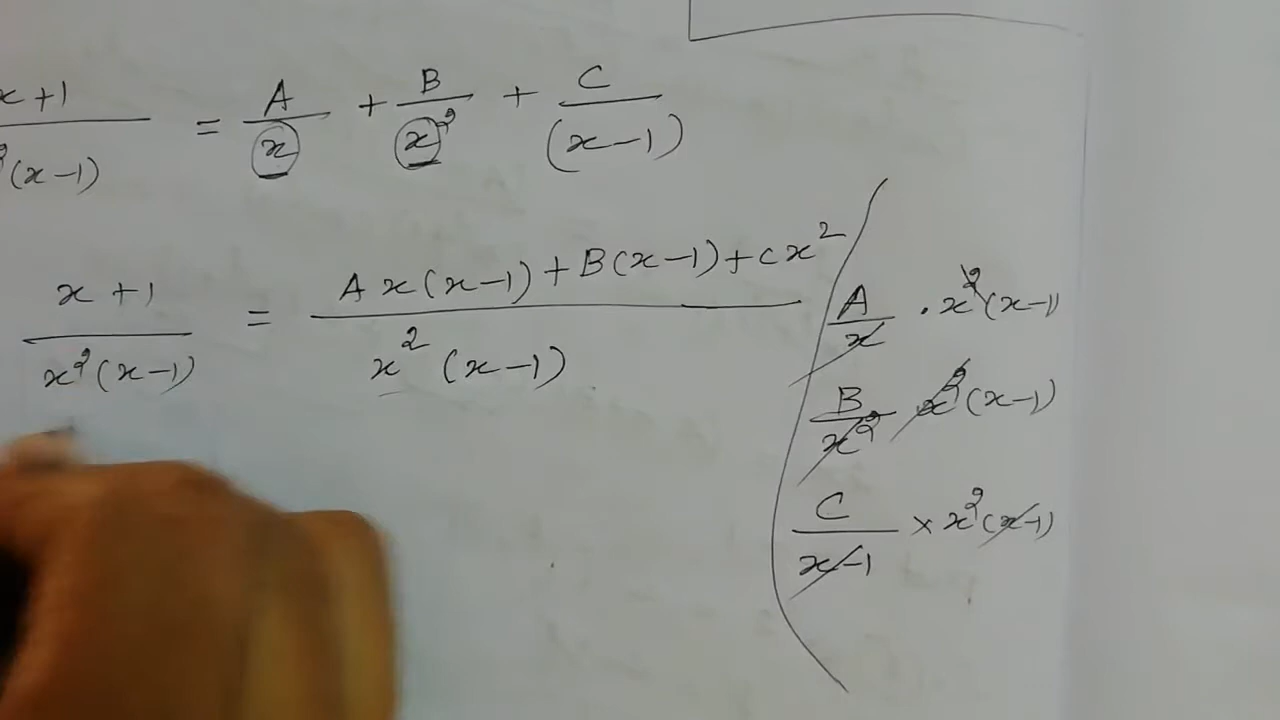 x+1 / x²(x-1) = A/x + B/x² + C/(x-1)
x+1 / x²(x-1) = Ax(x-1)+B(x-1)+Cx² / x²(x-1)
A/x . x²(x-1)
B/x² x²(x-1)
C/x-1 × x²(x-1)